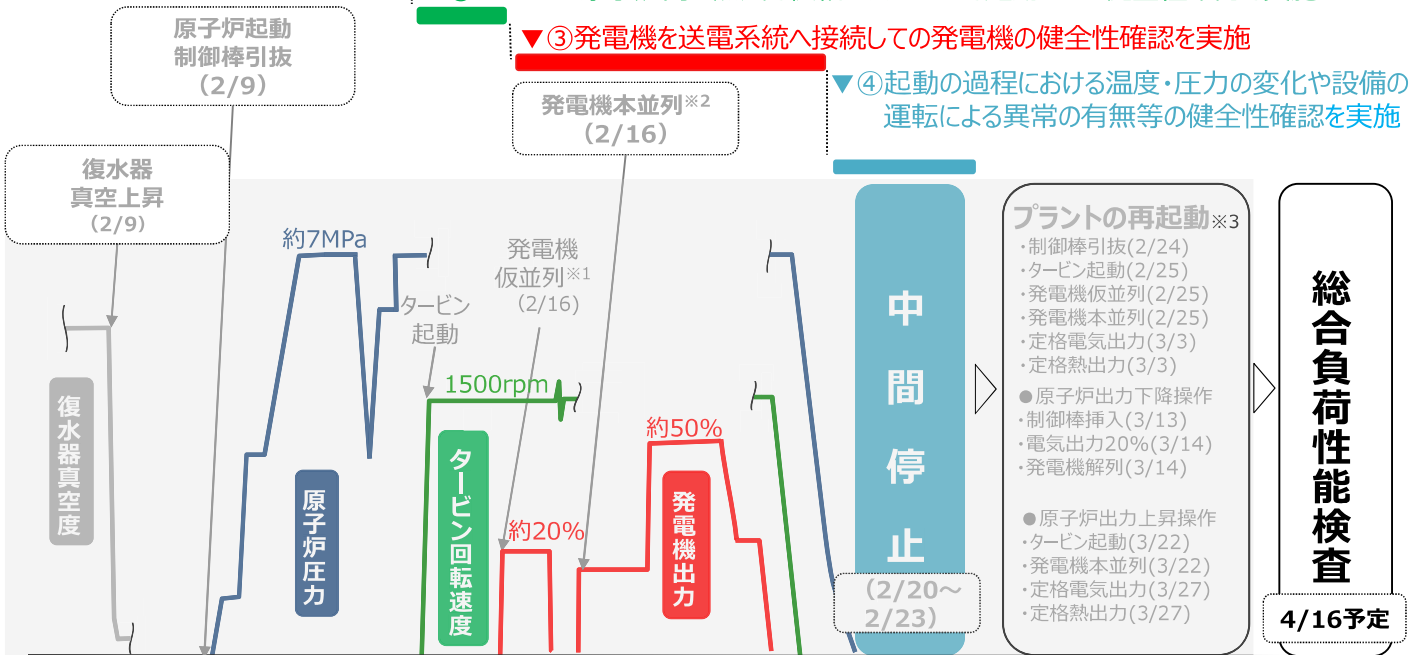 ▼③発電機を送電系統へ接続しての発電機の健全性確認を実施
▼④起動の過程における温度・圧力の変化や設備の
運転による異常の有無等の健全性確認を実施
原子炉起動
制御棒引抜
(2/9)
発電機本並列※2
(2/16)
復水器
真空上昇
(2/9)
約7MPa
発電機
仮並列※1
(2/16)
タービン
起動
1500rpm
約20%
約50%
復水器真空度
原子炉圧力
タービン回転速度
発電機出力
中間停止
(2/20～
2/23)
プラントの再起動※3
・制御棒引抜(2/24)
・タービン起動(2/25)
・発電機仮並列(2/25)
・発電機本並列(2/25)
・定格電気出力(3/3)
・定格熱出力(3/3)
●原子炉出力下降操作
・制御棒挿入(3/13)
・電気出力20%(3/14)
・発電機解列(3/14)
●原子炉出力上昇操作
・タービン起動(3/22)
・発電機本並列(3/22)
・定格電気出力(3/27)
・定格熱出力(3/27)
総合負荷性能検査
4/16予定